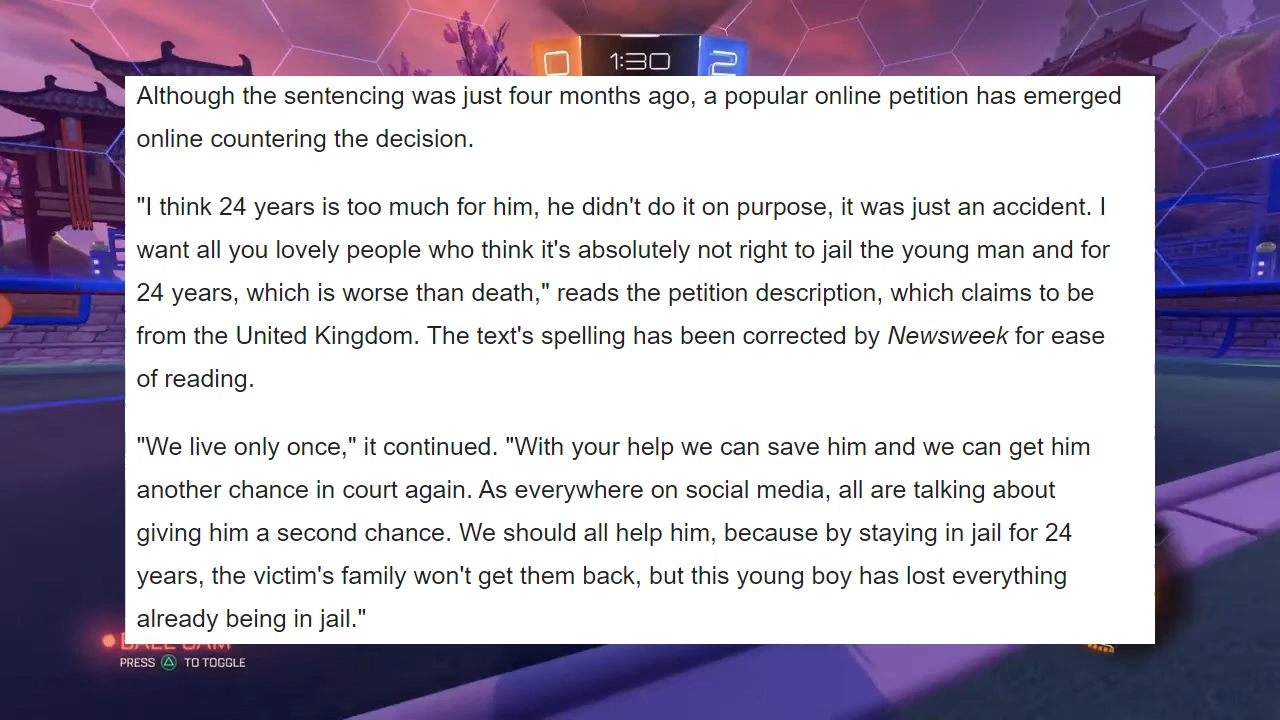 0 1:30 2
Although the sentencing was just four months ago, a popular online petition has emerged
online countering the decision.
"I think 24 years is too much for him, he didn't do it on purpose, it was just an accident. I
want all you lovely people who think it's absolutely not right to jail the young man and for
24 years, which is worse than death," reads the petition description, which claims to be
from the United Kingdom. The text's spelling has been corrected by Newsweek for ease
of reading.
"We live only once," it continued. "With your help we can save him and we can get him
another chance in court again. As everywhere on social media, all are talking about
giving him a second chance. We should all help him, because by staying in jail for 24
years, the victim's family won't get them back, but this young boy has lost everything
already being in jail."
BALL CAM
PRESS TO TOGGLE